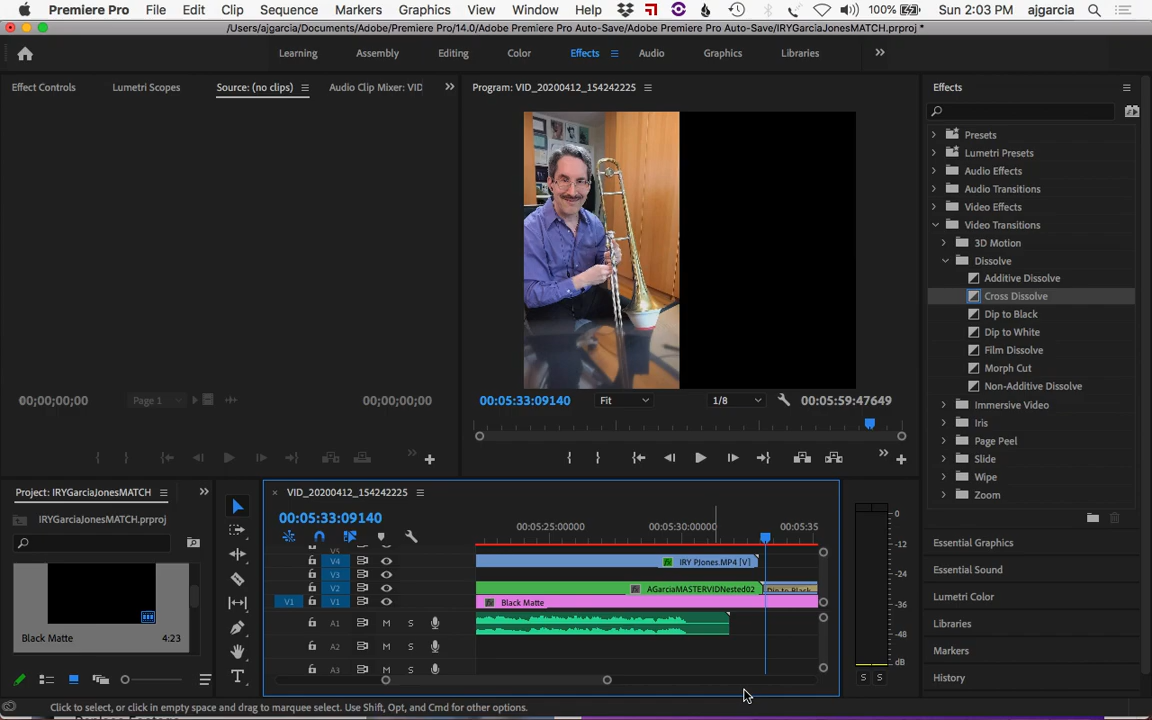 Premiere Pro File Edit Clip Sequence Markers Graphics View Window Help 100% Sun 2:03 PM ajgarcia
/Users/ajgarcia/Documents/Adobe/Premiere Pro/14.0/Adobe Premiere Pro Auto-Save/Adobe Premiere Pro Auto-Save/IRYGarciaJonesMATCH.prproj *
Learning Assembly Editing Color Effects Audio Graphics Libraries
Effect Controls Lumetri Scopes Source: (no clips) Audio Clip Mixer: VID
Program: VID_20200412_154242225
Effects
Presets
Lumetri Presets
Audio Effects
Audio Transitions
Video Effects
Video Transitions
3D Motion
Dissolve
Additive Dissolve
Cross Dissolve
Dip to Black
Dip to White
Film Dissolve
Morph Cut
Non-Additive Dissolve
Immersive Video
Iris
Page Peel
Slide
Wipe
Zoom
00;00;00;00 Page 1 00;00;00;00
00:05:33:09140 Fit 1/8 00:05:59:47649
Project: IRYGarciaJonesMATCH
IRYGarciaJonesMATCH.prproj
Black Matte 4:23
VID_20200412_154242225
00:05:33:09140
00:05:25:00000 00:05:30:00000 00:05:35
V5
V4 IRY PJones.MP4 [V]
V3
V2 AGarciaMASTERVIDNested02 Dip to Black
V1 V1 Black Matte
A1 M S
A2 M S
A3 M S
0
-12
-24
-36
-48
dB
S S
Essential Graphics
Essential Sound
Lumetri Color
Libraries
Markers
History
Click to select, or click in empty space and drag to marquee select. Use Shift, Opt, and Cmd for other options.